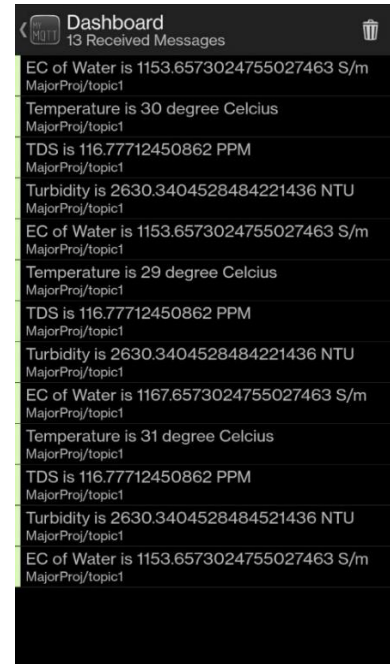 MY
MQTT
Dashboard
13 Received Messages
EC of Water is 1153.6573024755027463 S/m
MajorProj/topic1
Temperature is 30 degree Celcius
MajorProj/topic1
TDS is 116.77712450862 PPM
MajorProj/topic1
Turbidity is 2630.3404528484221436 NTU
MajorProj/topic1
EC of Water is 1153.6573024755027463 S/m
MajorProj/topic1
Temperature is 29 degree Celcius
MajorProj/topic1
TDS is 116.77712450862 PPM
MajorProj/topic1
Turbidity is 2630.3404528484221436 NTU
MajorProj/topic1
EC of Water is 1167.6573024755027463 S/m
MajorProj/topic1
Temperature is 31 degree Celcius
MajorProj/topic1
TDS is 116.77712450862 PPM
MajorProj/topic1
Turbidity is 2630.3404528484521436 NTU
MajorProj/topic1
EC of Water is 1153.6573024755027463 S/m
MajorProj/topic1